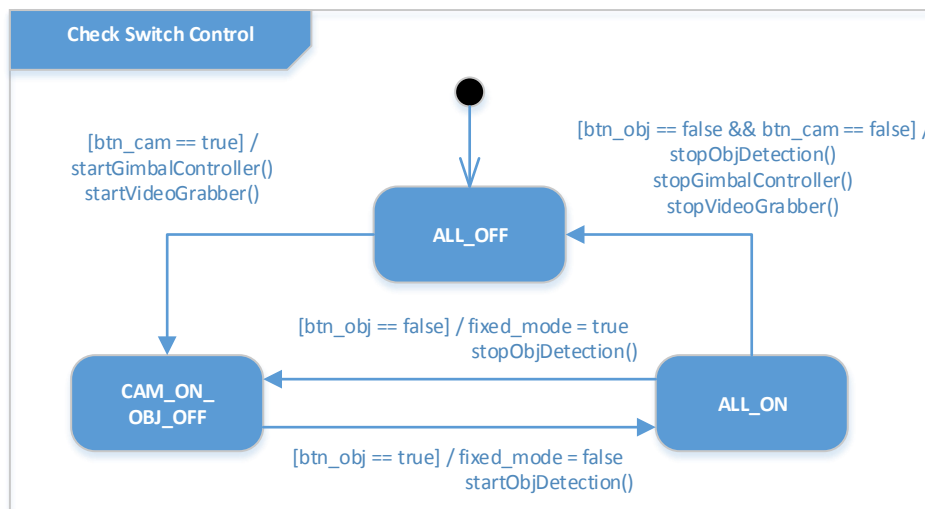 Check Switch Control
[btn_cam == true] /
startGimbalController()
startVideoGrabber()
[btn_obj == false && btn_cam == false] /
stopObjDetection()
stopGimbalController()
stopVideoGrabber()
ALL_OFF
[btn_obj == false] / fixed_mode = true
stopObjDetection()
CAM_ON_
OBJ_OFF
ALL_ON
[btn_obj == true] / fixed_mode = false
startObjDetection()